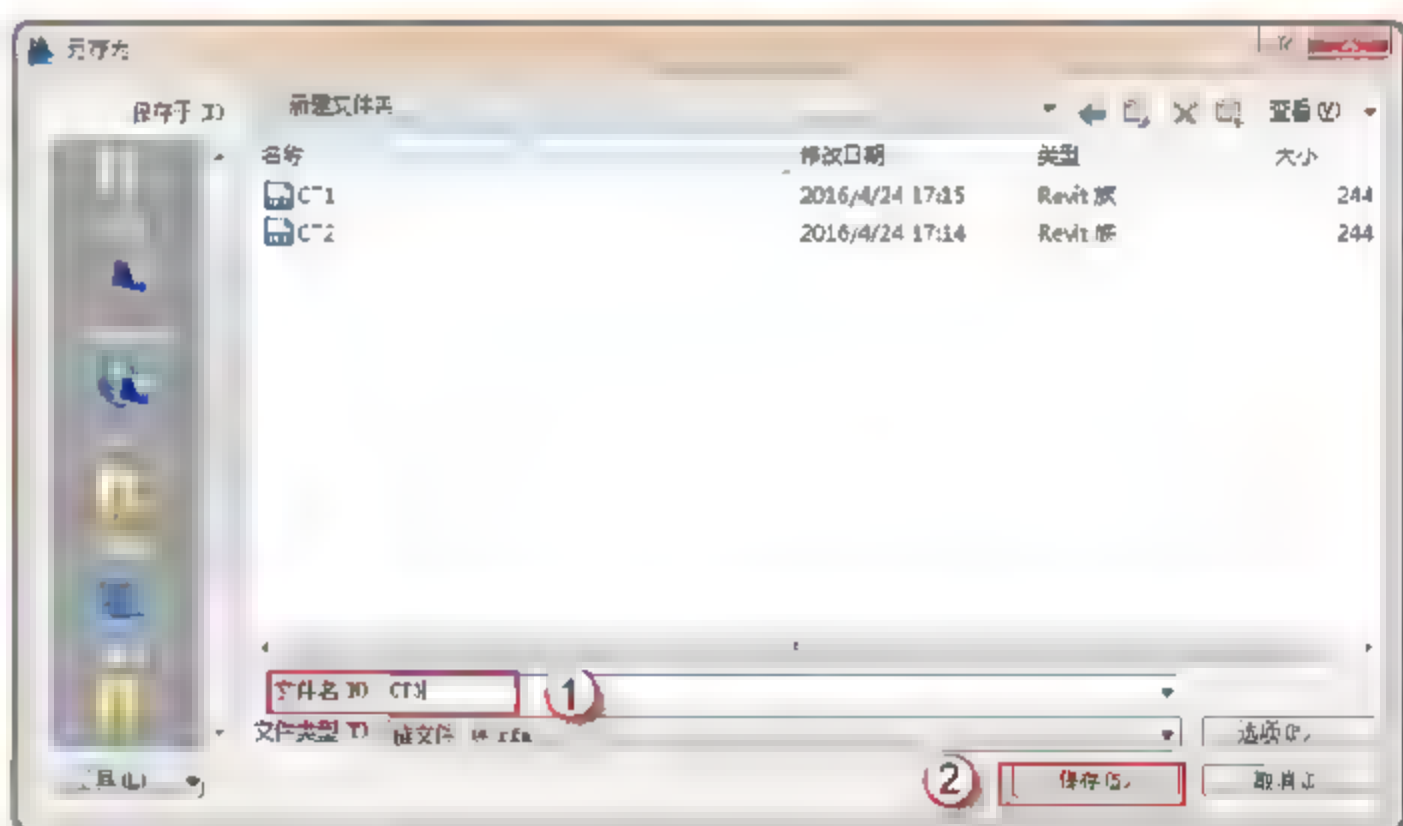 另存为
保存于(I)
新建文件夹
查看(V)
名称 修改日期 类型 大小
CT1 2016/4/24 17:15 Revit 族 244
CT2 2016/4/24 17:14 Revit 族 244
文件名(N) CT3
1
文件类型(T) 族文件 (*.rfa
选项(P)
工具(L)
2
保存(S)
取消(C)